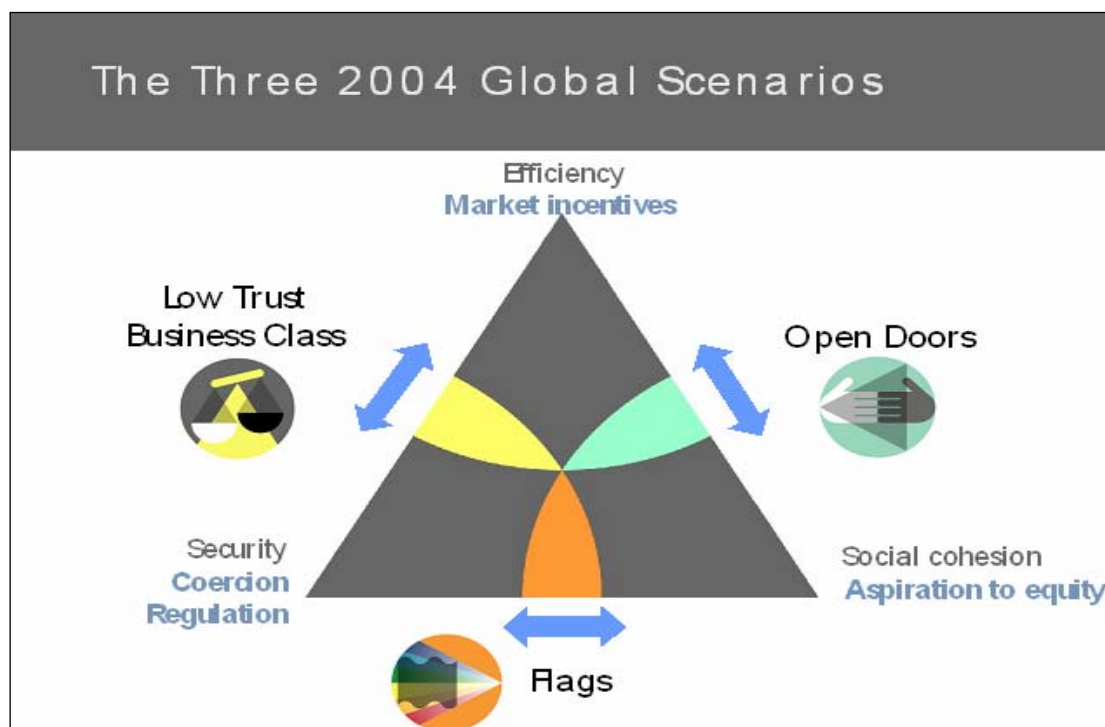 The Three 2004 Global Scenarios
Efficiency
Market incentives
Low Trust
Business Class
Open Doors
Security
Coercion
Regulation
Social cohesion
Aspiration to equity
Flags